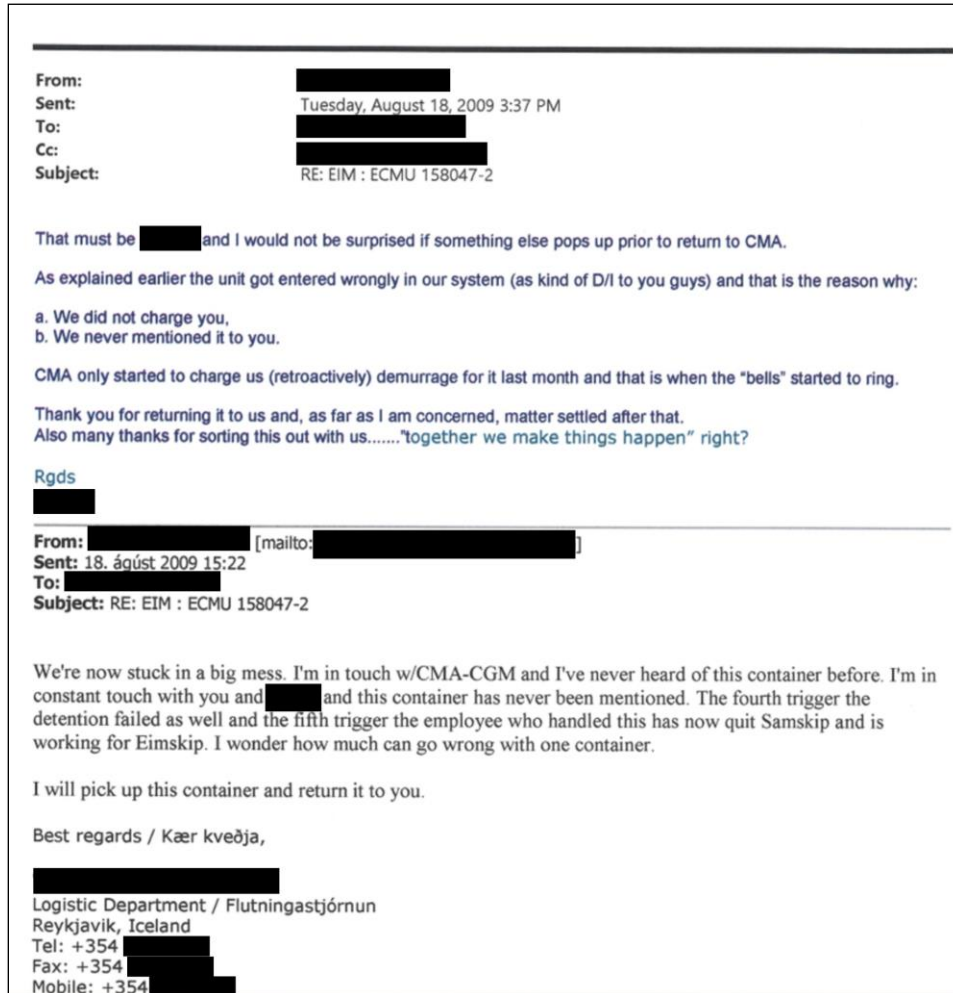 From:
Sent: Tuesday, August 18, 2009 3:37 PM
To:
Cc:
Subject: RE: EIM : ECMU 158047-2
That must be and I would not be surprised if something else pops up prior to return to CMA.
As explained earlier the unit got entered wrongly in our system (as kind of D/I to you guys) and that is the reason why:
a. We did not charge you,
b. We never mentioned it to you.
CMA only started to charge us (retroactively) demurrage for it last month and that is when the "bells" started to ring.
Thank you for returning it to us and, as far as I am concerned, matter settled after that.
Also many thanks for sorting this out with us......."together we make things happen” right?
Rgds
From: [mailto: ]
Sent: 18. ágúst 2009 15:22
To:
Subject: RE: EIM : ECMU 158047-2
We're now stuck in a big mess. I'm in touch w/CMA-CGM and I've never heard of this container before. I'm in
constant touch with you and and this container has never been mentioned. The fourth trigger the
detention failed as well and the fifth trigger the employee who handled this has now quit Samskip and is
working for Eimskip. I wonder how much can go wrong with one container.
I will pick up this container and return it to you.
Best regards / Kær kveðja,
Logistic Department / Flutningastjórnun
Reykjavik, Iceland
Tel: +354
Fax: +354
Mobile: +354